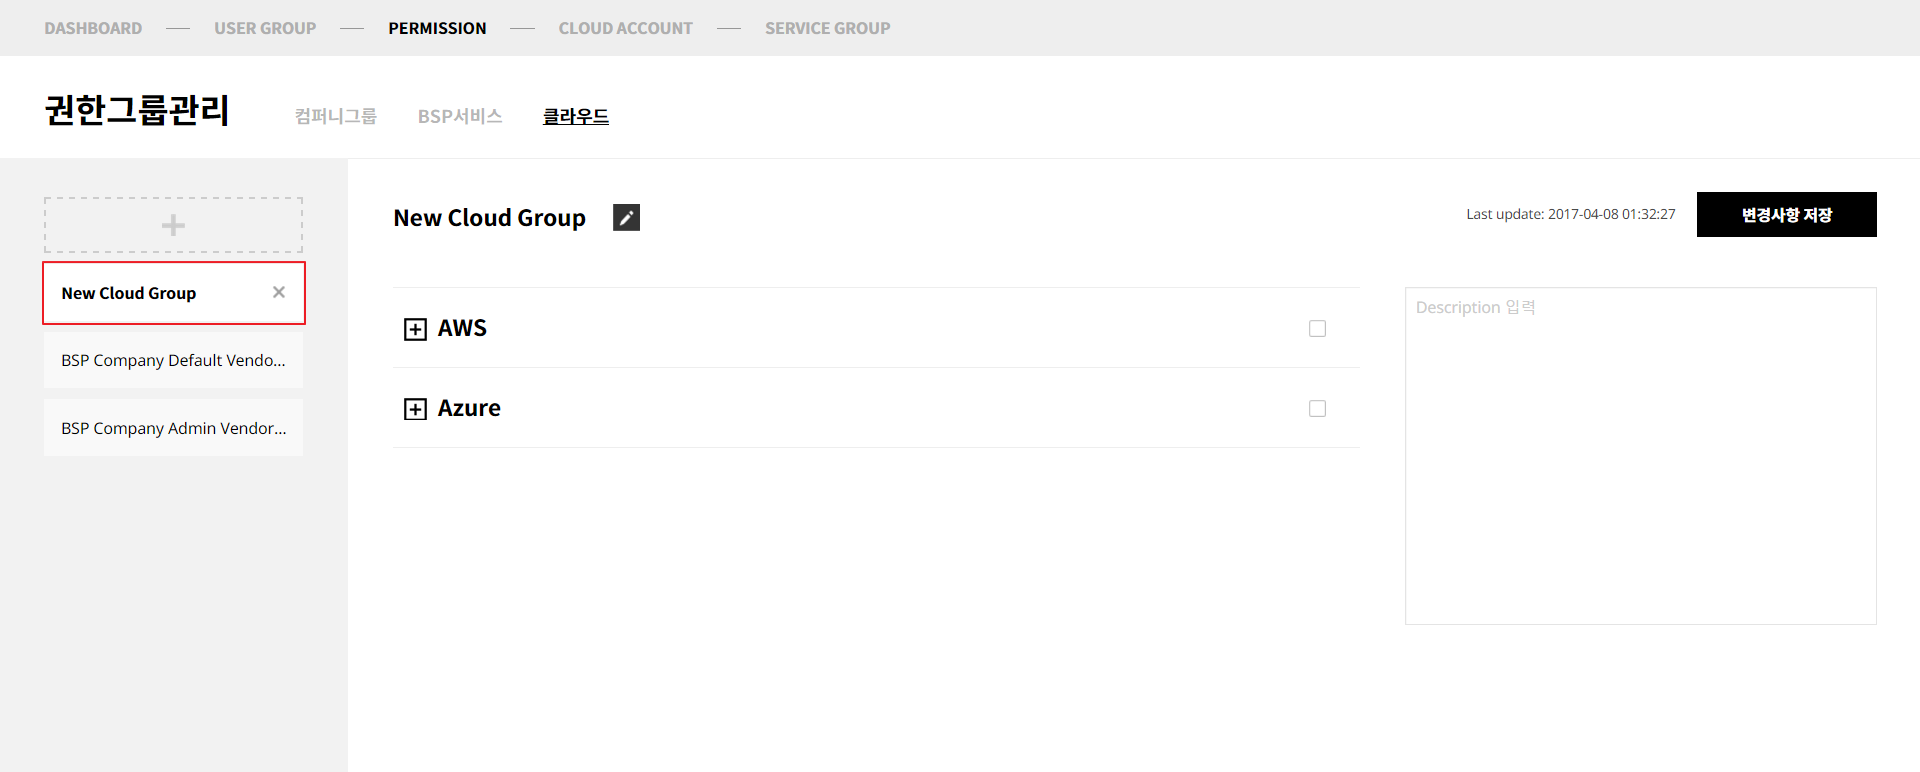 DASHBOARD — USER GROUP — PERMISSION — CLOUD ACCOUNT — SERVICE GROUP
권한그룹관리 컴퍼니그룹 BSP서비스 클라우드
New Cloud Group
BSP Company Default Vendo...
BSP Company Admin Vendor...
New Cloud Group
Last update: 2017-04-08 01:32:27
변경사항 저장
AWS
Azure
Description 입력